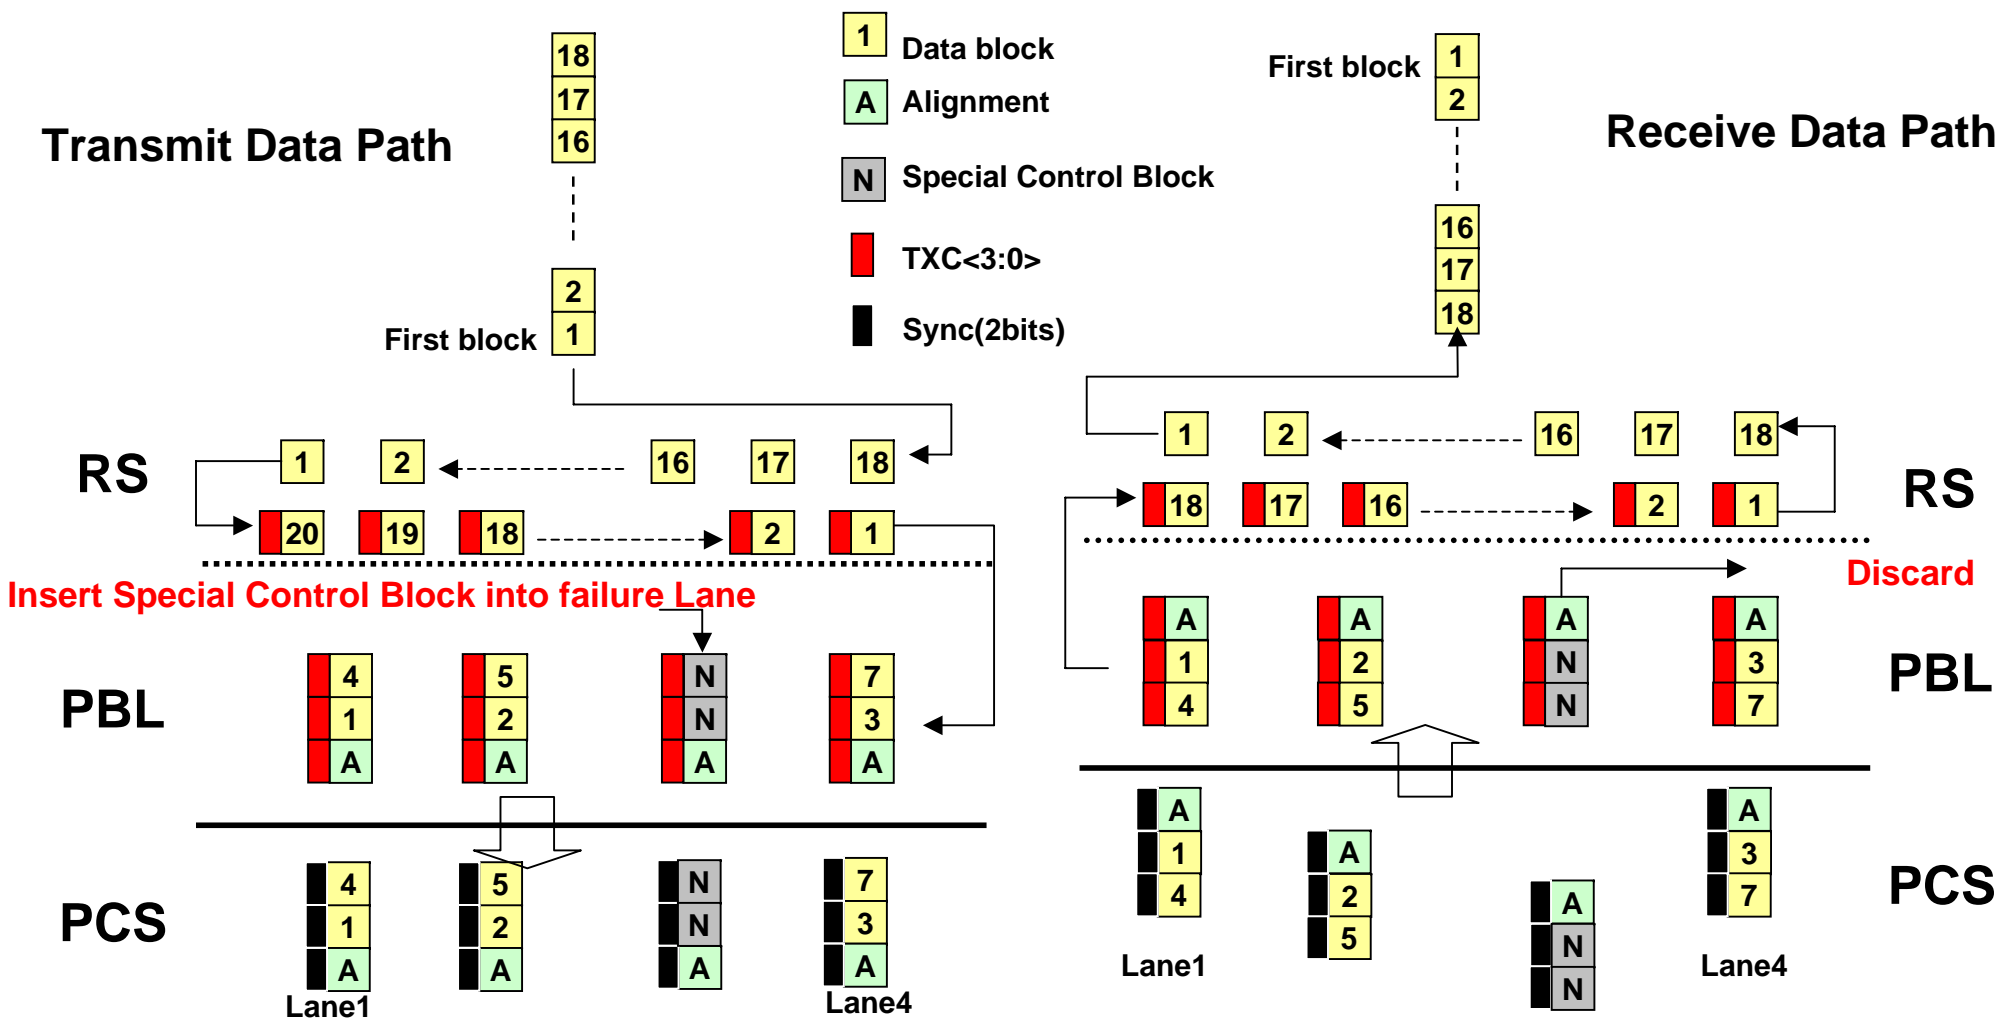 Transmit Data Path
18
17
16
2
First block 1
1 Data block
A Alignment
N Special Control Block
TXC<3:0>
Sync(2bits)
First block 1
2
16
17
18
Receive Data Path
RS
1 2 16 17 18
20 19 18 2 1
Insert Special Control Block into failure Lane
PBL
4 5 N 7
1 2 N 3
A A A A
PCS
4 5 N 7
1 2 N 3
A A A A
Lane1 Lane4
1 2 16 17 18
RS
18 17 16 2 1
Discard
A A A A
1 2 N 3
4 5 N 7
PBL
A A A A
1 2 N 3
4 5 N 7
PCS
Lane1 Lane4